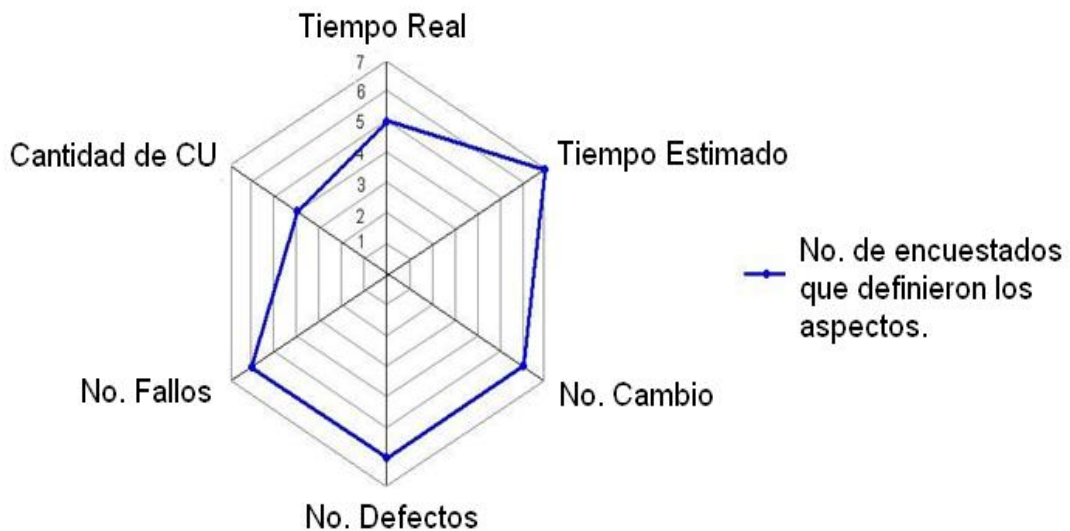 Tiempo Real
7
6
5
4
3
2
1
Cantidad de CU
Tiempo Estimado
No. de encuestados
que definieron los
aspectos.
No. Fallos
No. Cambio
No. Defectos